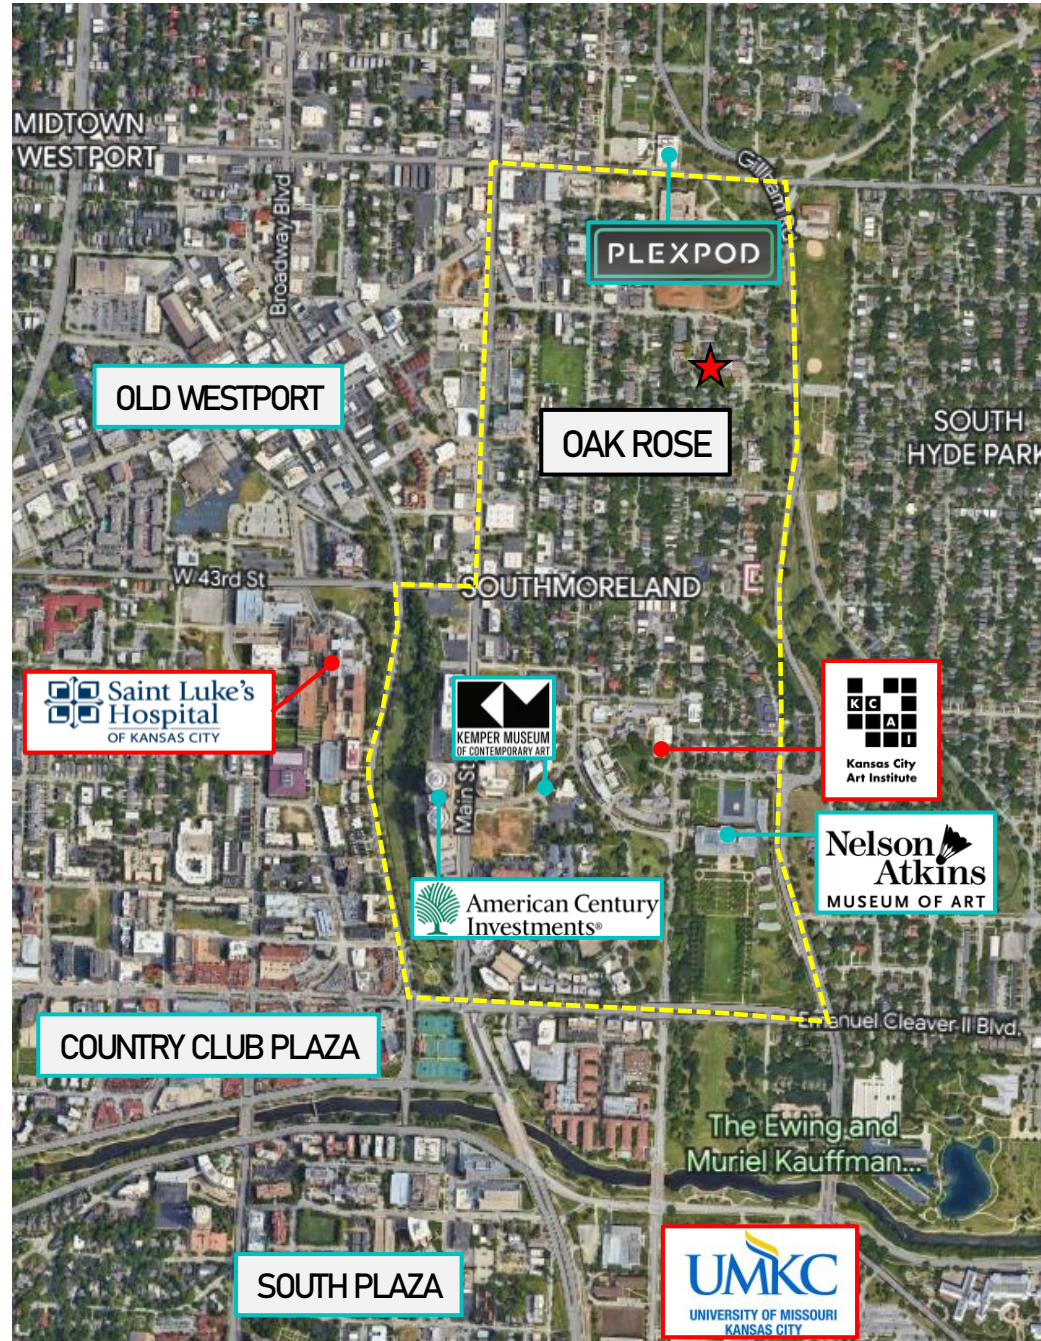 MIDTOWN
WESTPORT
Broadway Blvd
PLEXPOD
OLD WESTPORT
OAK ROSE
SOUTH
HYDE PARK
W 43rd St
SOUTHMORELAND
Saint Luke's
Hospital
OF KANSAS CITY
KEMPER MUSEUM
OF CONTEMPORARY ART
KC
AI
Kansas City
Art Institute
Main St
Nelson
Atkins
MUSEUM OF ART
American Century
Investments®
Emanuel Cleaver II Blvd.
COUNTRY CLUB PLAZA
The Ewing and
Muriel Kauffman...
SOUTH PLAZA
UMKC
UNIVERSITY OF MISSOURI
KANSAS CITY